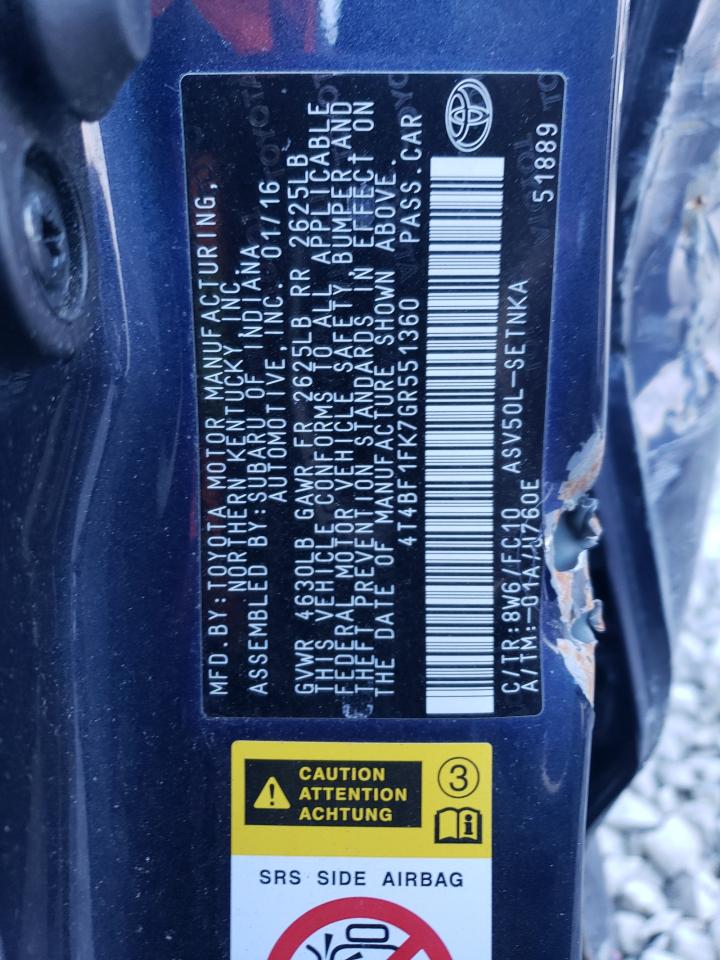 MFD.BY:TOYOTA MOTOR MANUFACTURING,
NORTHERN KENTUCKY INC.
ASSEMBLED BY:SUBARU OF INDIANA
AUTOMOTIVE, INC. 01/16
GVWR 4630LB GAWR FR 2625LB RR 2625LB
THIS VEHICLE CONFORMS TO ALL APPLICABLE
FEDERAL MOTOR VEHICLE SAFETY, BUMPER AND
THEFT PREVENTION STANDARDS IN EFFECT ON
THE DATE OF MANUFACTURE SHOWN ABOVE.
4T4BF1FK7GR551360 PASS.CAR
C/TR:8W6/FC10 ASV50L-SETNKA
A/TM:-01A/U760E 51889
CAUTION
ATTENTION
ACHTUNG
3
SRS SIDE AIRBAG